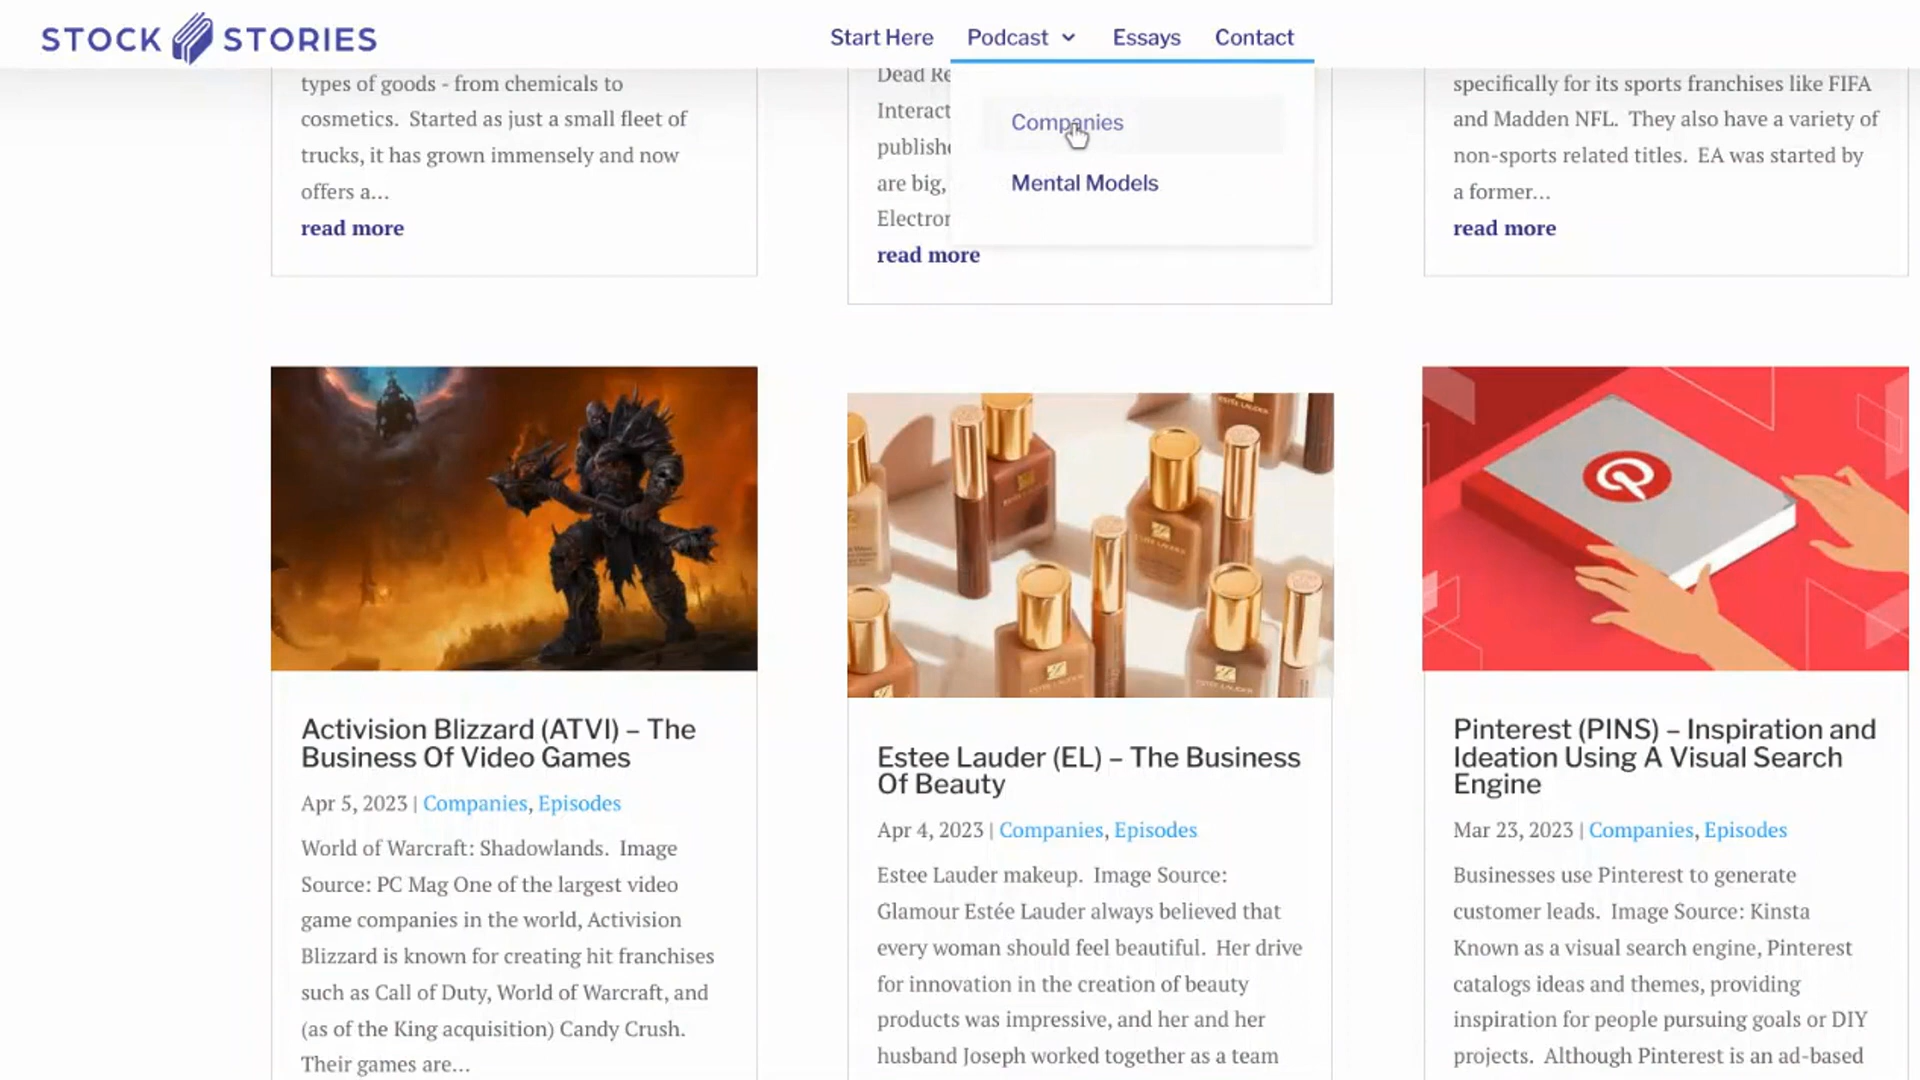 STOCK STORIES
Start Here
Podcast
Essays
Contact
Companies
Mental Models
types of goods - from chemicals to
cosmetics. Started as just a small fleet of
trucks, it has grown immensely and now
offers a...
read more
Dead Re
Interact
publishe
are big,
Electron
read more
specifically for its sports franchises like FIFA
and Madden NFL. They also have a variety of
non-sports related titles. EA was started by
a former...
read more
Activision Blizzard (ATVI) – The
Business Of Video Games
Apr 5, 2023 | Companies, Episodes
World of Warcraft: Shadowlands. Image
Source: PC Mag One of the largest video
game companies in the world, Activision
Blizzard is known for creating hit franchises
such as Call of Duty, World of Warcraft, and
(as of the King acquisition) Candy Crush.
Their games are...
Estee Lauder (EL) – The Business
Of Beauty
Apr 4, 2023 | Companies, Episodes
Estee Lauder makeup. Image Source:
Glamour Estée Lauder always believed that
every woman should feel beautiful. Her drive
for innovation in the creation of beauty
products was impressive, and her and her
husband Joseph worked together as a team
Pinterest (PINS) – Inspiration and
Ideation Using A Visual Search
Engine
Mar 23, 2023 | Companies, Episodes
Businesses use Pinterest to generate
customer leads. Image Source: Kinsta
Known as a visual search engine, Pinterest
catalogs ideas and themes, providing
inspiration for people pursuing goals or DIY
projects. Although Pinterest is an ad-based